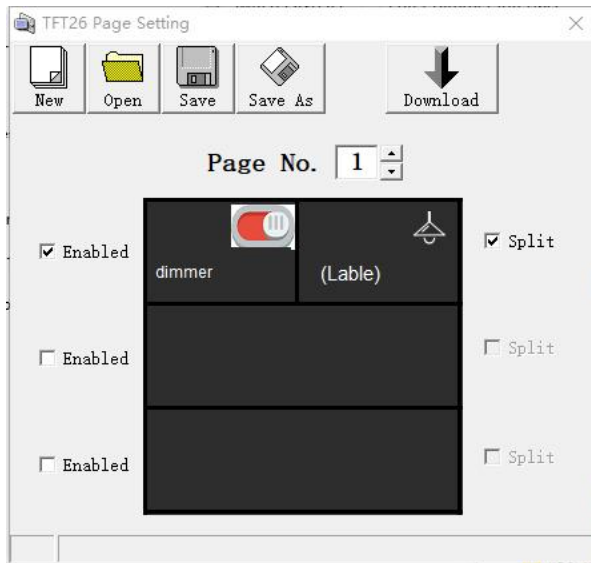 TFT26 Page Setting
New Open Save Save As Download
Page No. 1
Enabled Split
dimmer (Lable)
Enabled Split
Enabled Split